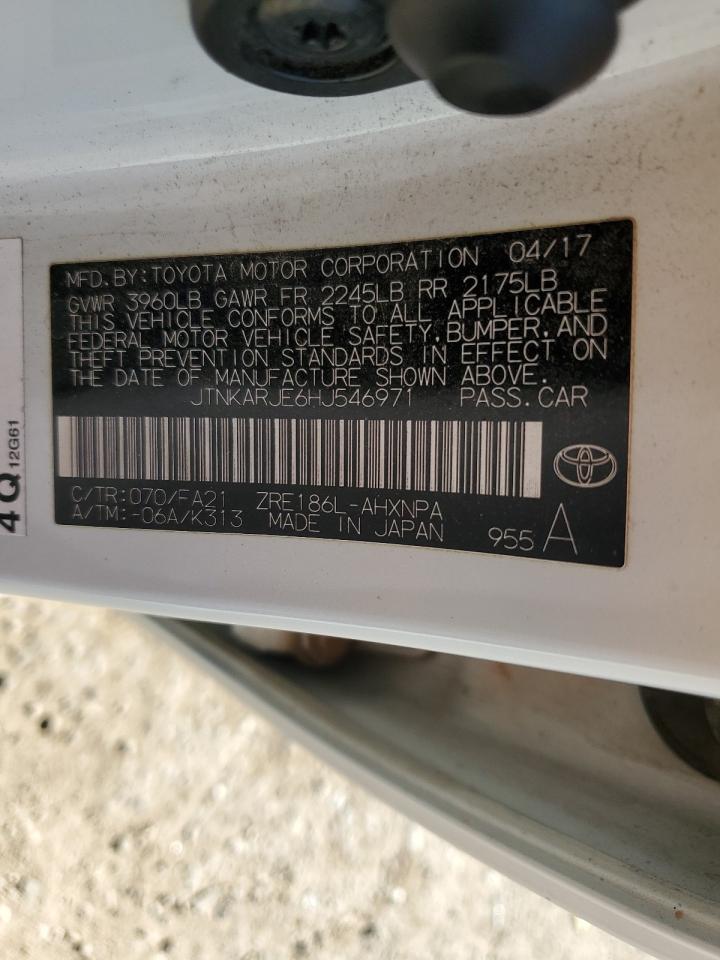 MFD.BY:TOYOTA MOTOR CORPORATION 04/17
GVWR 3960LB GAWR FR 2245LB RR 2175LB
THIS VEHICLE CONFORMS TO ALL APPLICABLE
FEDERAL MOTOR VEHICLE SAFETY,BUMPER,AND
THEFT PREVENTION STANDARDS IN EFFECT ON
THE DATE OF MANUFACTURE SHOWN ABOVE.
JTNKARJE6HJ546971 PASS.CAR
C/TR:070/FA21 ZRE186L-AHXNPA
A/TM:-06A/K313 MADE IN JAPAN 955 A
4Q 12G61